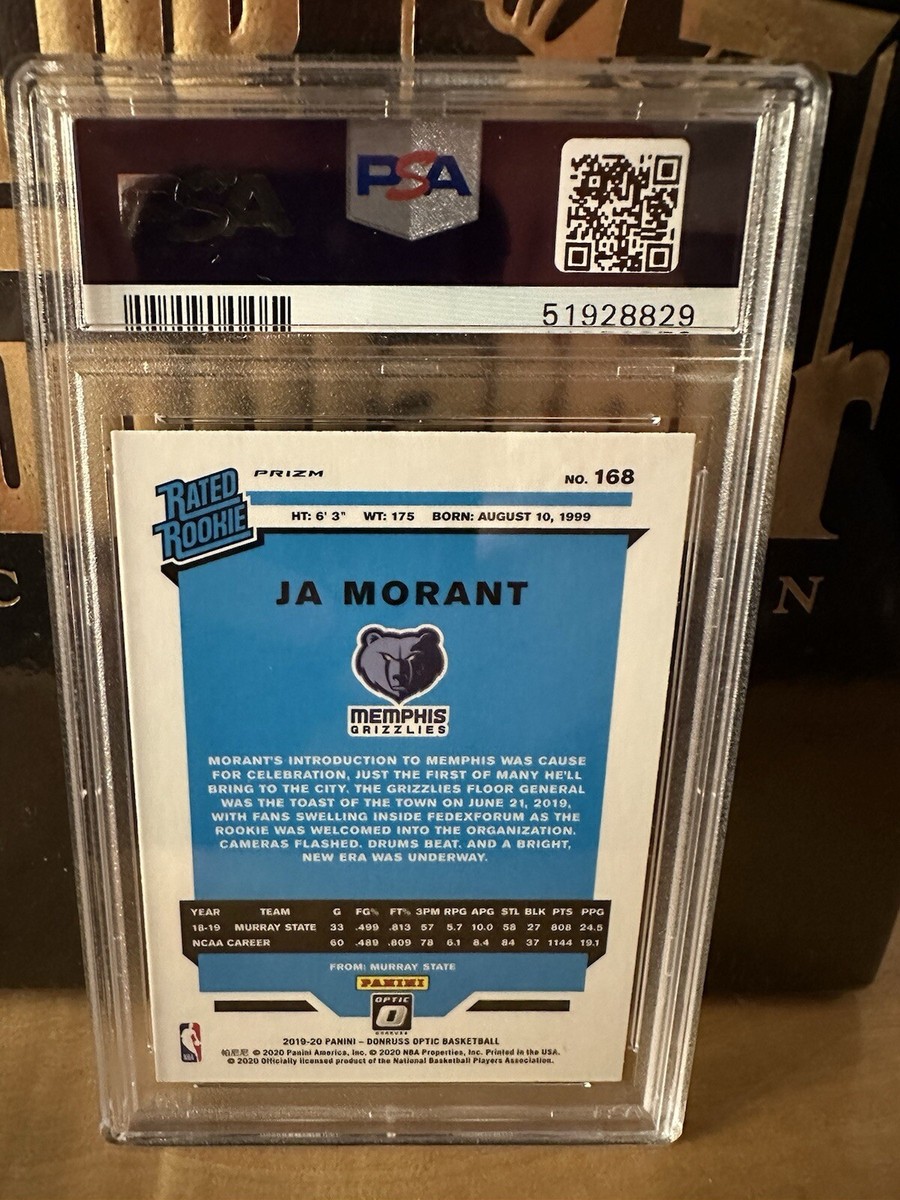 PSA
PSA
51928829
RATED
ROOKIE
PRIZM
NO. 168
HT: 6' 3" WT: 175 BORN: AUGUST 10, 1999
JA MORANT
MEMPHIS
GRIZZLIES
MORANT'S INTRODUCTION TO MEMPHIS WAS CAUSE
FOR CELEBRATION, JUST THE FIRST OF MANY HE'LL
BRING TO THE CITY. THE GRIZZLIES FLOOR GENERAL
WAS THE TOAST OF THE TOWN ON JUNE 21, 2019,
WITH FANS SWELLING INSIDE FEDEXFORUM AS THE
ROOKIE WAS WELCOMED INTO THE ORGANIZATION.
CAMERAS FLASHED. DRUMS BEAT. AND A BRIGHT,
NEW ERA WAS UNDERWAY.
YEAR TEAM G FG% FT% 3PM RPG APG STL BLK PTS PPG
18-19 MURRAY STATE 33 .499 .813 57 5.7 10.0 58 27 808 24.5
NCAA CAREER 60 .489 .809 78 6.1 8.4 84 37 1144 19.1
FROM: MURRAY STATE
PANINI
OPTIC
NBA
2019-20 PANINI – DONRUSS OPTIC BASKETBALL
帕尼尼 © 2020 Panini America, Inc. © 2020 NBA Properties, Inc. Printed in the USA.
© 2020 Officially licensed product of the National Basketball Players Association.